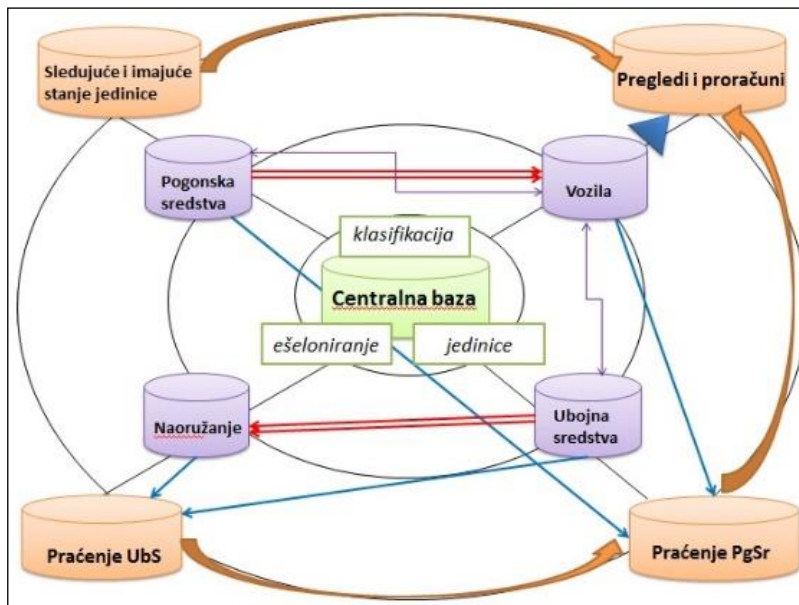 Sledujuće i imajuće
stanje jedinice
Pregledi i proračuni
Pogonska
sredstva
Vozila
klasifikacija
Centralna baza
ešeloniranje
jedinice
Naoružanje
Ubojna
sredstva
Praćenje UbS
Praćenje PgSr